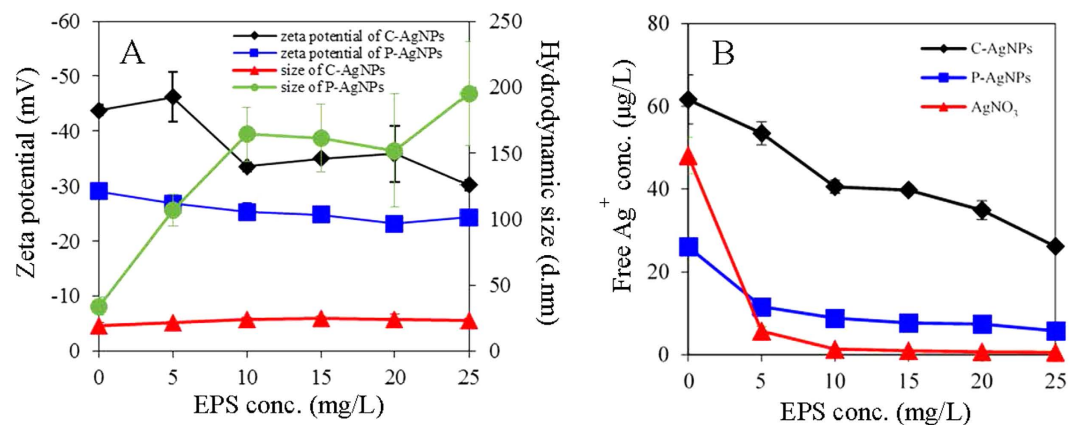 A
zeta potential of C-AgNPs
zeta potential of P-AgNPs
size of C-AgNPs
size of P-AgNPs
Zeta potential (mV)
-60
-50
-40
-30
-20
-10
0
Hydrodynamic size (d.nm)
250
200
150
100
50
0
0 5 10 15 20 25
EPS conc. (mg/L)
B
C-AgNPs
P-AgNPs
AgNO₃
Free Ag⁺ conc. (µg/L)
80
60
40
20
0
0 5 10 15 20 25
EPS conc. (mg/L)